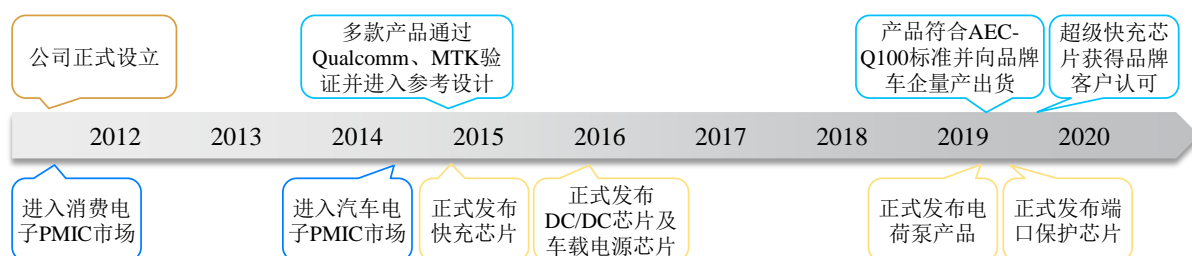 公司正式设立
多款产品通过
Qualcomm、MTK验
证并进入参考设计
产品符合AEC-
Q100标准并向品牌
车企量产出货
超级快充芯
片获得品牌
客户认可
2012 2013 2014 2015 2016 2017 2018 2019 2020
进入消费电
子PMIC市场
进入汽车电
子PMIC市场
正式发布
快充芯片
正式发布
DC/DC芯片及
车载电源芯片
正式发布电
荷泵产品
正式发布端
口保护芯片